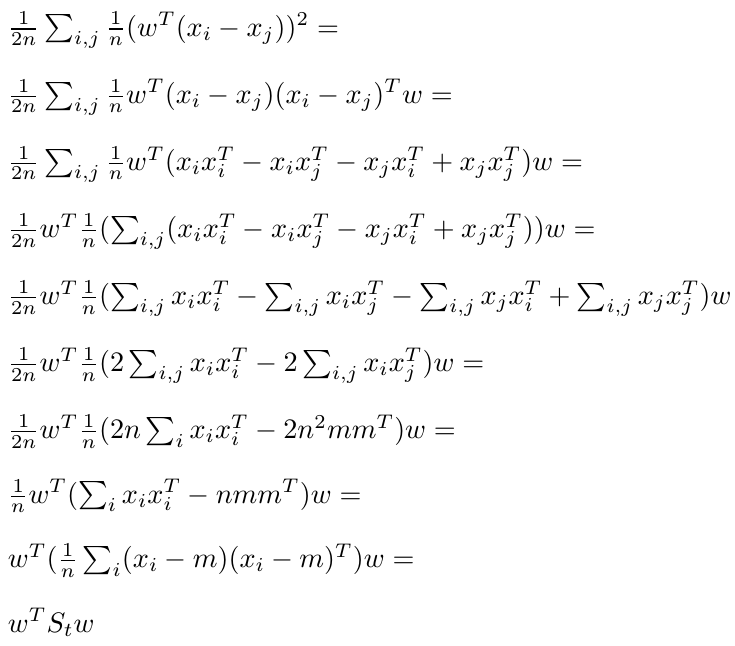 $\frac{1}{2n}\sum_{i,j}\frac{1}{n}(w^T(x_i - x_j))^2 =$
$\frac{1}{2n}\sum_{i,j}\frac{1}{n}w^T(x_i - x_j)(x_i - x_j)^T w =$
$\frac{1}{2n}\sum_{i,j}\frac{1}{n}w^T(x_i x_i^T - x_i x_j^T - x_j x_i^T + x_j x_j^T)w =$
$\frac{1}{2n}w^T\frac{1}{n}(\sum_{i,j}(x_i x_i^T - x_i x_j^T - x_j x_i^T + x_j x_j^T))w =$
$\frac{1}{2n}w^T\frac{1}{n}(\sum_{i,j}x_i x_i^T - \sum_{i,j}x_i x_j^T - \sum_{i,j}x_j x_i^T + \sum_{i,j}x_j x_j^T)w$
$\frac{1}{2n}w^T\frac{1}{n}(2\sum_{i,j}x_i x_i^T - 2\sum_{i,j}x_i x_j^T)w =$
$\frac{1}{2n}w^T\frac{1}{n}(2n\sum_i x_i x_i^T - 2n^2mm^T)w =$
$\frac{1}{n}w^T(\sum_i x_i x_i^T - nmm^T)w =$
$w^T(\frac{1}{n}\sum_i(x_i - m)(x_i - m)^T)w =$
$w^T S_t w$